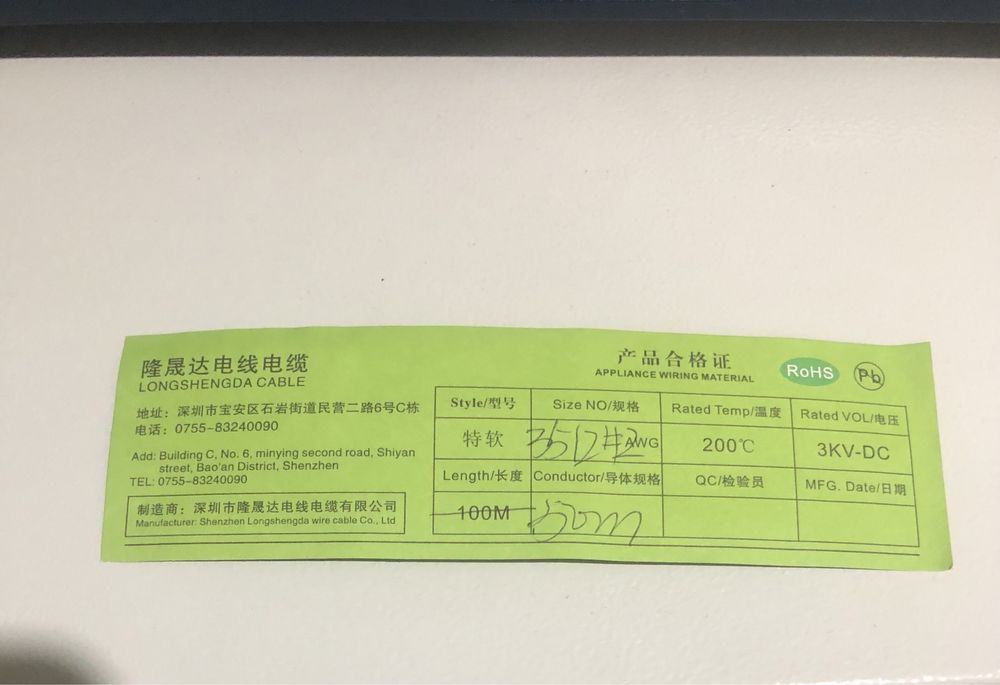 隆晟达电线电缆
LONGSHENGDA CABLE
地址：深圳市宝安区石岩街道民营二路6号C栋
电话：0755-83240090
Add: Building C, No. 6, minying second road, Shiyan
street, Bao'an District, Shenzhen
TEL: 0755-83240090
制造商：深圳市隆晟达电线电缆有限公司
Manufacturer: Shenzhen Longshengda wire cable Co., Ltd
产品合格证
APPLIANCE WIRING MATERIAL
RoHS
Pb
Style/型号 Size NO/规格 Rated Temp/温度 Rated VOL/电压
特软 AWG 200℃ 3KV-DC
Length/长度 Conductor/导体规格 QC/检验员 MFG. Date/日期
100M 50m